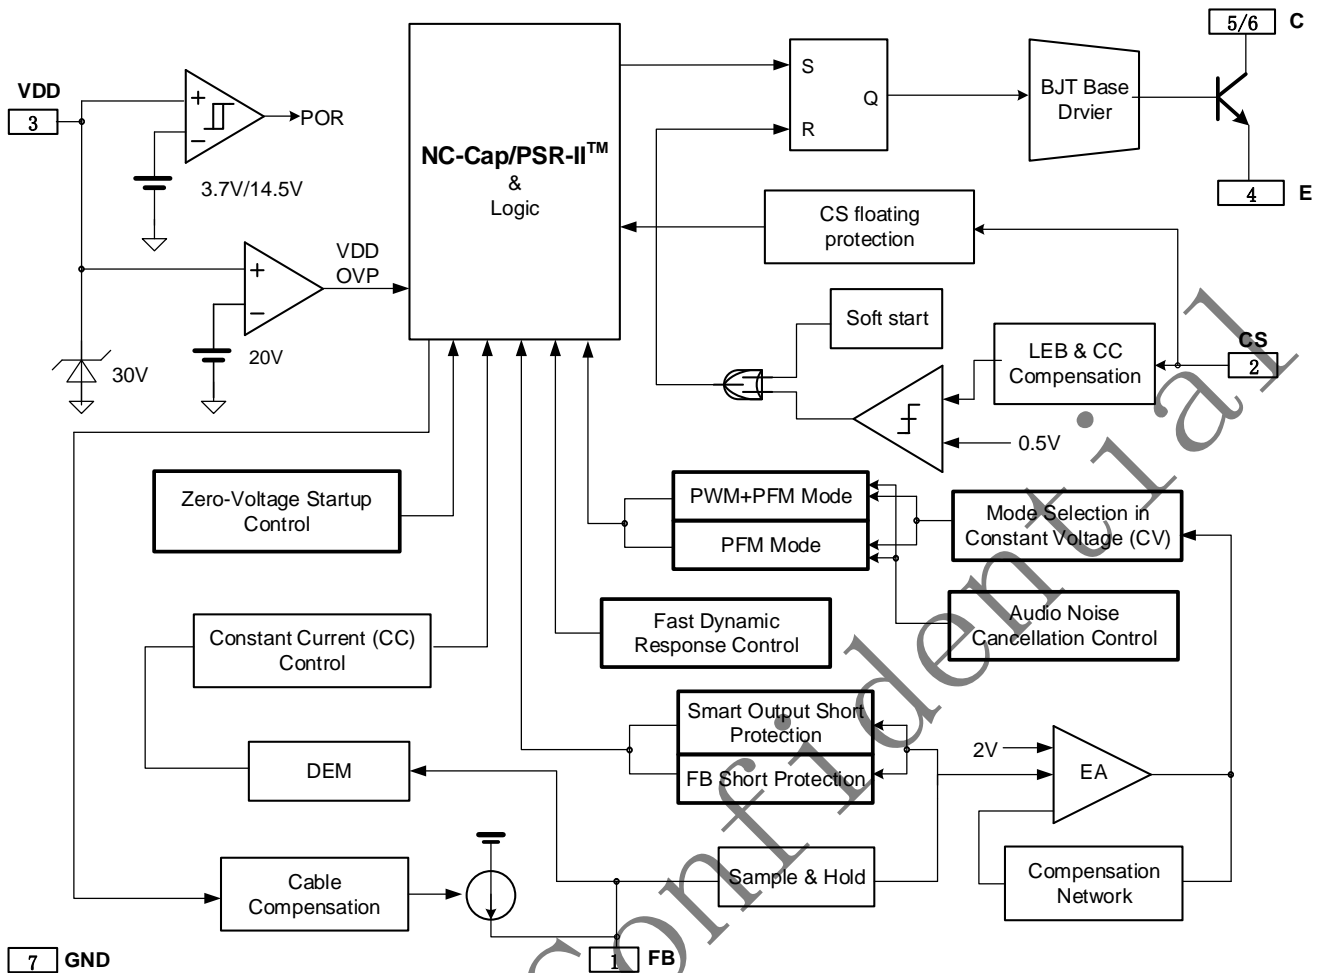 5/6 C
VDD
3
POR
3.7V/14.5V
NC-Cap/PSR-II™
&
Logic
S
R
Q
BJT Base
Drvier
4 E
CS floating
protection
VDD
OVP
20V
30V
Soft start
LEB & CC
Compensation
CS
2
0.5V
Zero-Voltage Startup
Control
PWM+PFM Mode
PFM Mode
Mode Selection in
Constant Voltage (CV)
Constant Current (CC)
Control
Fast Dynamic
Response Control
Audio Noise
Cancellation Control
Smart Output Short
Protection
FB Short Protection
DEM
2V
EA
Cable
Compensation
Sample & Hold
Compensation
Network
7 GND
1 FB
Confidential